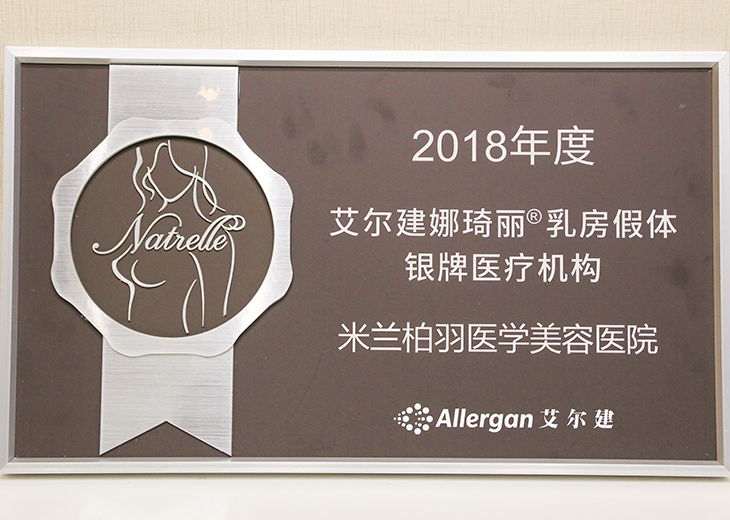 Natrelle
2018年度
艾尔建娜琦丽®乳房假体
银牌医疗机构
米兰柏羽医学美容医院
Allergan 艾尔建